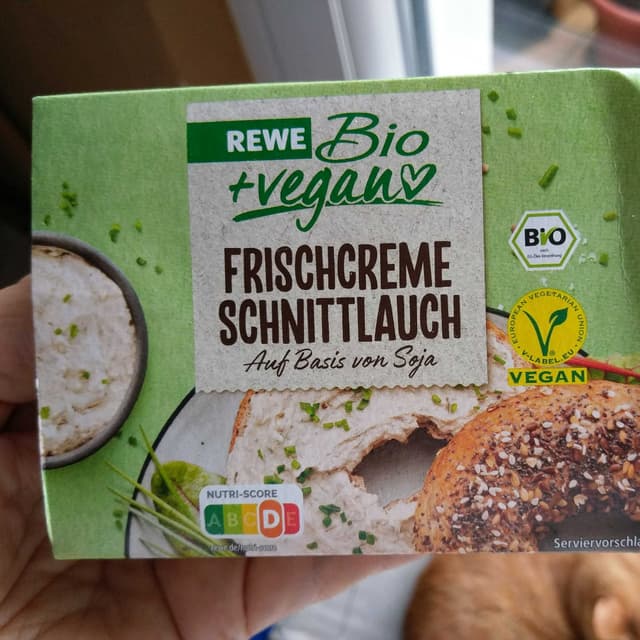 REWE Bio
+vegan
FRISCHCREME
SCHNITTLAUCH
Auf Basis von Soja
BiO
EUROPEAN VEGETARIAN UNION
V-LABEL.EU
VEGAN
NUTRI-SCORE
A B C D E
Serviervorschla